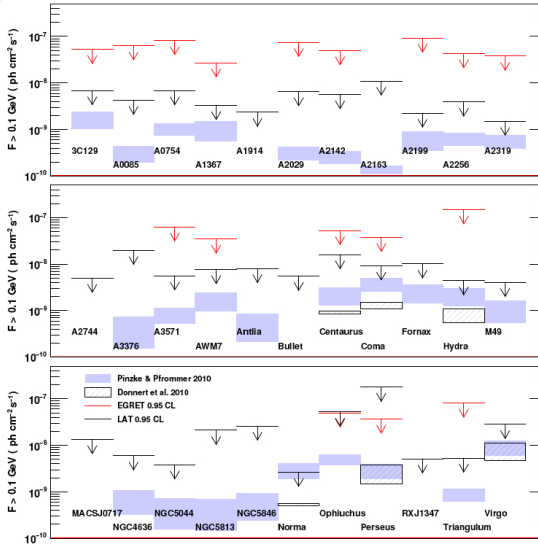 F > 0.1 GeV ( ph cm⁻² s⁻¹)
10⁻⁷
10⁻⁸
10⁻⁹
10⁻¹⁰
3C129 A0754 A1914 A2142 A2199 A2319
A0085 A1367 A2029 A2163 A2256
F > 0.1 GeV ( ph cm⁻² s⁻¹)
10⁻⁷
10⁻⁸
10⁻⁹
10⁻¹⁰
A2744 A3571 Antlia Centaurus Fornax M49
A3376 AWM7 Bullet Coma Hydra
F > 0.1 GeV ( ph cm⁻² s⁻¹)
10⁻⁷
10⁻⁸
10⁻⁹
10⁻¹⁰
Pinzke & Pfrommer 2010
Donnert et al. 2010
EGRET 0.95 CL
LAT 0.95 CL
MACSJ0717 NGC5044 NGC5846 Ophiuchus RXJ1347 Virgo
NGC4636 NGC5813 Norma Perseus Triangulum